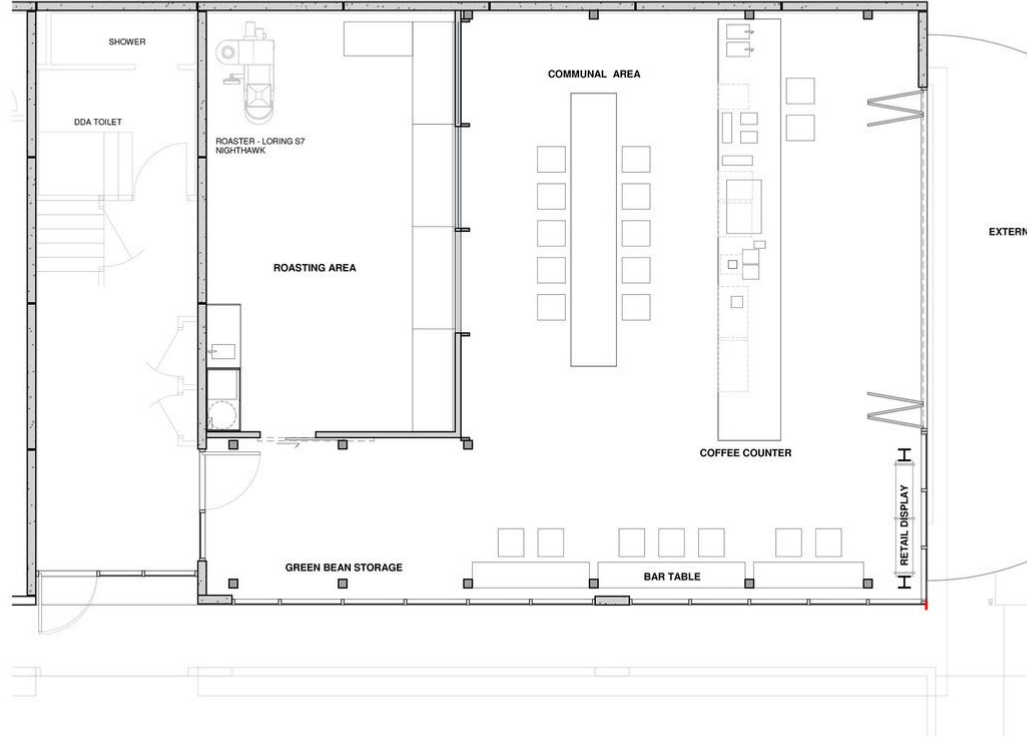 SHOWER
COMMUNAL AREA
DDA TOILET
ROASTER - LORING S7
NIGHTHAWK
EXTERN
ROASTING AREA
COFFEE COUNTER
RETAIL DISPLAY
GREEN BEAN STORAGE
BAR TABLE